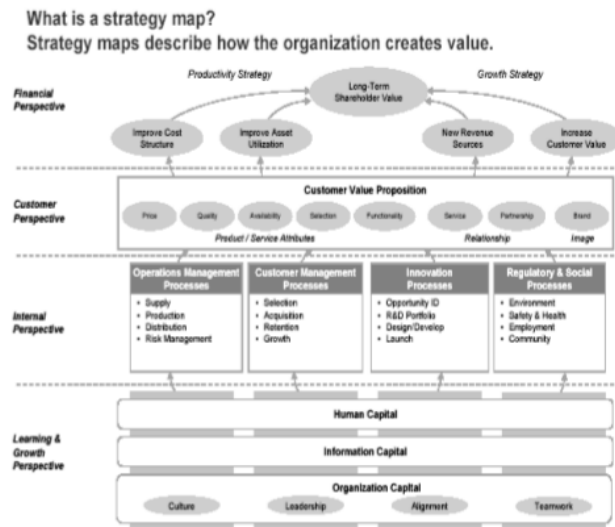 What is a strategy map?
Strategy maps describe how the organization creates value.
Productivity Strategy
Long-Term
Shareholder Value
Growth Strategy
Financial
Perspective
Improve Cost
Structure
Improve Asset
Utilization
New Revenue
Sources
Increase
Customer Value
Customer
Perspective
Customer Value Proposition
Price
Quality
Availability
Selection
Functionality
Service
Partnership
Brand
Product / Service Attributes
Relationship
Image
Internal
Perspective
Operations Management
Processes
• Supply
• Production
• Distribution
• Risk Management
Customer Management
Processes
• Selection
• Acquisition
• Retention
• Growth
Innovation
Processes
• Opportunity ID
• R&D Portfolio
• Design/Develop
• Launch
Regulatory & Social
Processes
• Environment
• Safety & Health
• Employment
• Community
Learning &
Growth
Perspective
Human Capital
Information Capital
Organization Capital
Culture
Leadership
Alignment
Teamwork